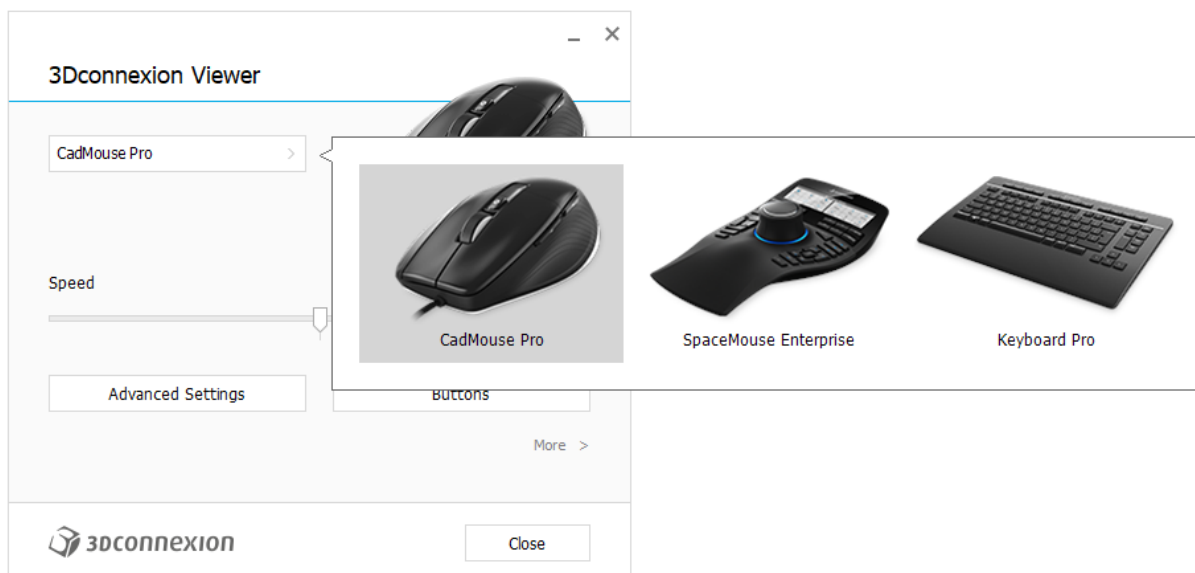 3Dconnexion Viewer
CadMouse Pro
CadMouse Pro
SpaceMouse Enterprise
Keyboard Pro
Speed
Advanced Settings
Buttons
More >
3Dconnexion
Close